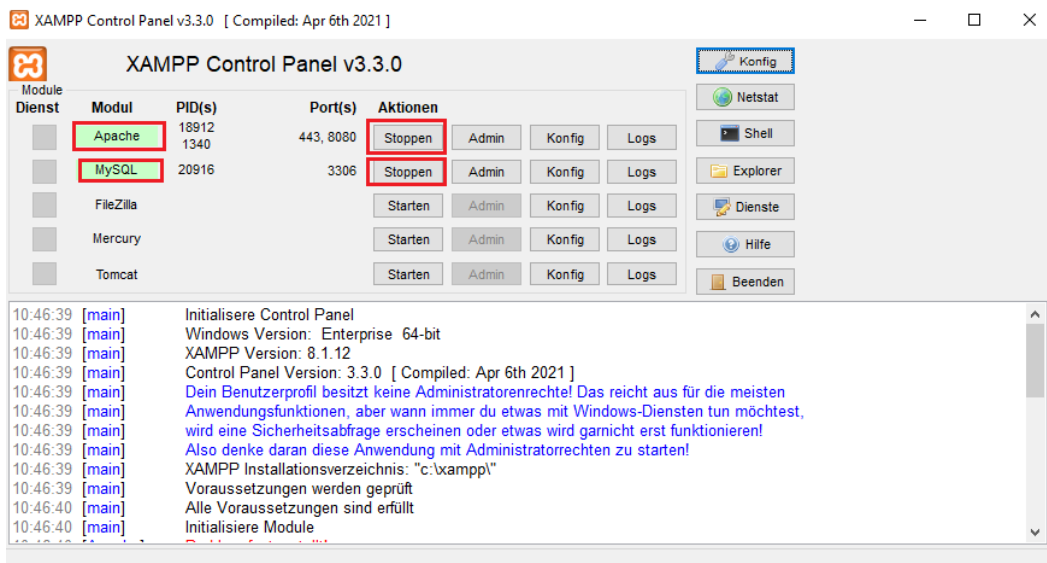 XAMPP Control Panel v3.3.0 [ Compiled: Apr 6th 2021 ]
XAMPP Control Panel v3.3.0
Konfig
Module
Dienst Modul PID(s) Port(s) Aktionen
Netstat
Apache 18912 1340 443, 8080 Stoppen Admin Konfig Logs
Shell
MySQL 20916 3306 Stoppen Admin Konfig Logs
Explorer
FileZilla Starten Admin Konfig Logs
Dienste
Mercury Starten Admin Konfig Logs
Hilfe
Tomcat Starten Admin Konfig Logs
Beenden
10:46:39 [main] Initialisere Control Panel
10:46:39 [main] Windows Version: Enterprise 64-bit
10:46:39 [main] XAMPP Version: 8.1.12
10:46:39 [main] Control Panel Version: 3.3.0 [ Compiled: Apr 6th 2021 ]
10:46:39 [main] Dein Benutzerprofil besitzt keine Administratorenrechte! Das reicht aus für die meisten
10:46:39 [main] Anwendungsfunktionen, aber wann immer du etwas mit Windows-Diensten tun möchtest,
10:46:39 [main] wird eine Sicherheitsabfrage erscheinen oder etwas wird garnicht erst funktionieren!
10:46:39 [main] Also denke daran diese Anwendung mit Administratorrechten zu starten!
10:46:39 [main] XAMPP Installationsverzeichnis: "c:\xampp\"
10:46:39 [main] Voraussetzungen werden geprüft
10:46:40 [main] Alle Voraussetzungen sind erfüllt
10:46:40 [main] Initialisiere Module